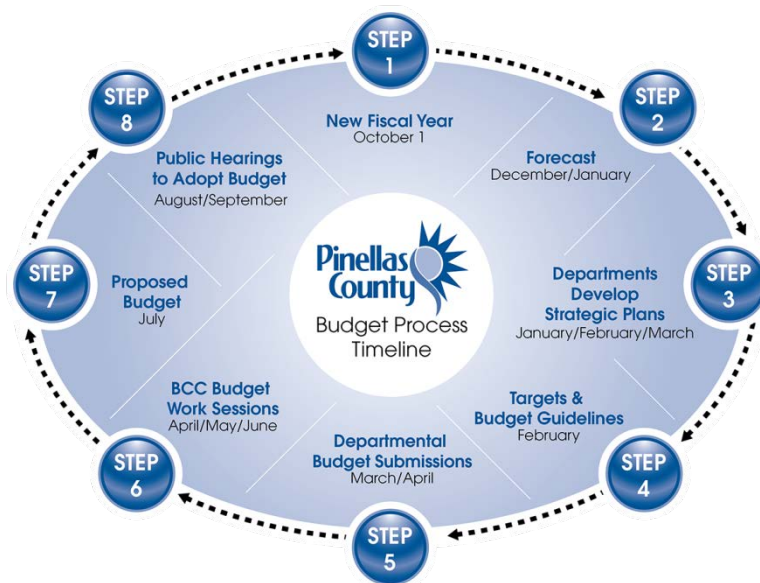 STEP
1
New Fiscal Year
October 1
STEP
2
Forecast
December/January
STEP
3
Departments
Develop
Strategic Plans
January/February/March
STEP
4
Targets &
Budget Guidelines
February
STEP
5
Departmental
Budget Submissions
March/April
STEP
6
BCC Budget
Work Sessions
April/May/June
STEP
7
Proposed
Budget
July
STEP
8
Public Hearings
to Adopt Budget
August/September
Pinellas
County
Budget Process
Timeline